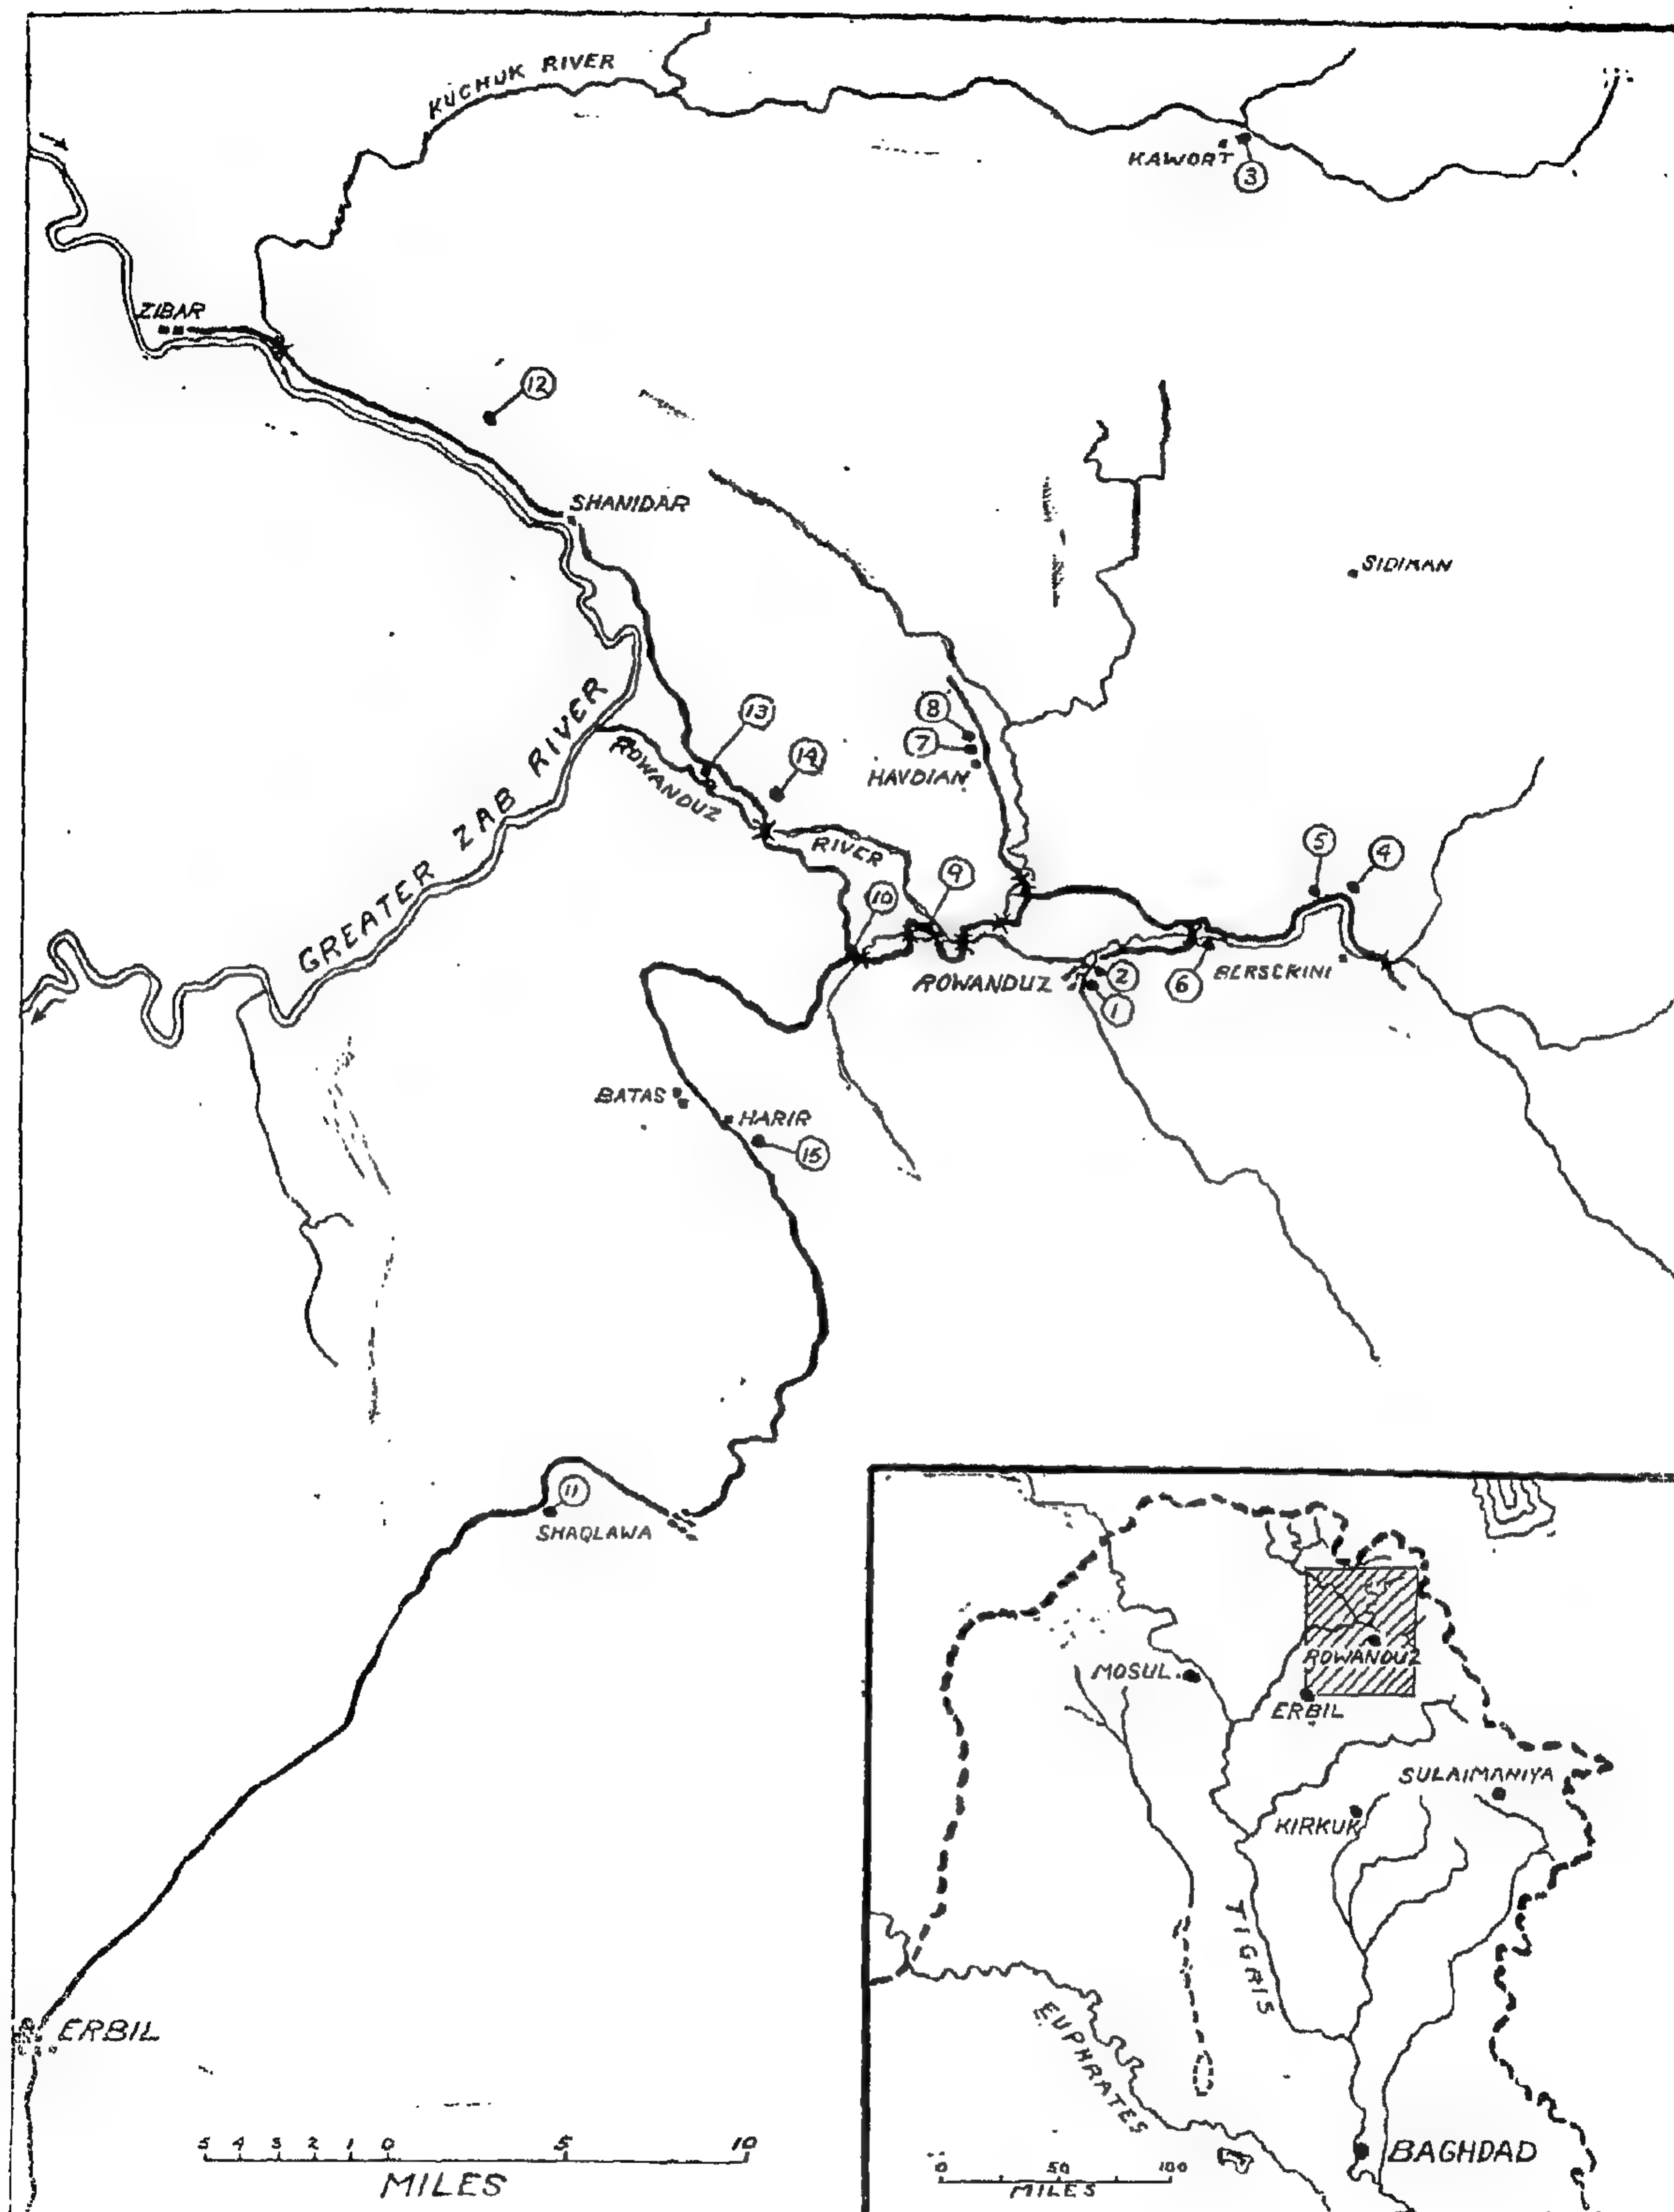 KUCHUK RIVER
KAWORT
3
ZIBAR
12
SHANIDAR
SIDIKAN
8
7
HAVDIAN
13
14
ROWANDUZ
RIVER
GREATER ZAB RIVER
5
4
9
10
ROWANDUZ
2
1
6
BERSERINI
BATAS
HARIR
15
11
SHAQLAWA
ERBIL
5 4 3 2 1 0 5 10
MILES
MOSUL
ROWANDUZ
ERBIL
SULAIMANIYA
KIRKUK
TIGRIS
EUPHRATES
BAGHDAD
0 50 100
MILES